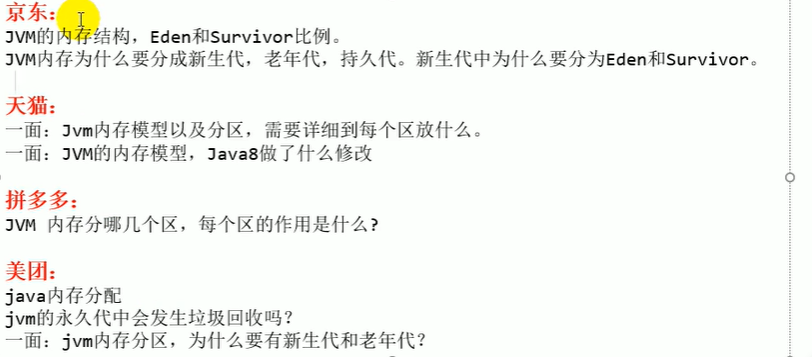 京东：
JVM的内存结构，Eden和Survivor比例。
JVM内存为什么要分成新生代，老年代，持久代。新生代中为什么要分为Eden和Survivor。
天猫：
一面：Jvm内存模型以及分区，需要详细到每个区放什么。
一面：JVM的内存模型，Java8做了什么修改
拼多多：
JVM 内存分哪几个区，每个区的作用是什么?
美团：
java内存分配
jvm的永久代中会发生垃圾回收吗？
一面：jvm内存分区，为什么要有新生代和老年代？